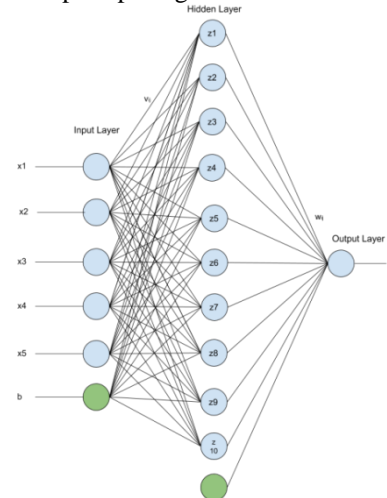 Hidden Layer
z1
z2
z3
z4
z5
z6
z7
z8
z9
z
10
Input Layer
x1
x2
x3
x4
x5
b
Output Layer